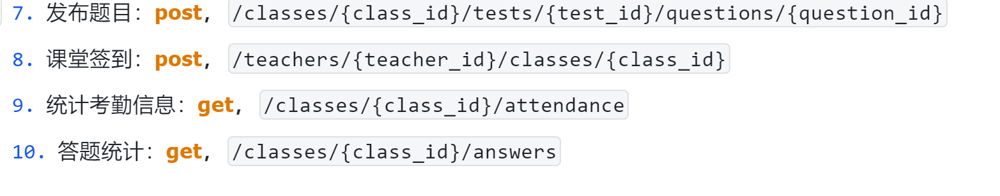 7. 发布题目：post， /classes/{class_id}/tests/{test_id}/questions/{question_id}
8. 课堂签到：post， /teachers/{teacher_id}/classes/{class_id}
9. 统计考勤信息：get， /classes/{class_id}/attendance
10. 答题统计：get， /classes/{class_id}/answers